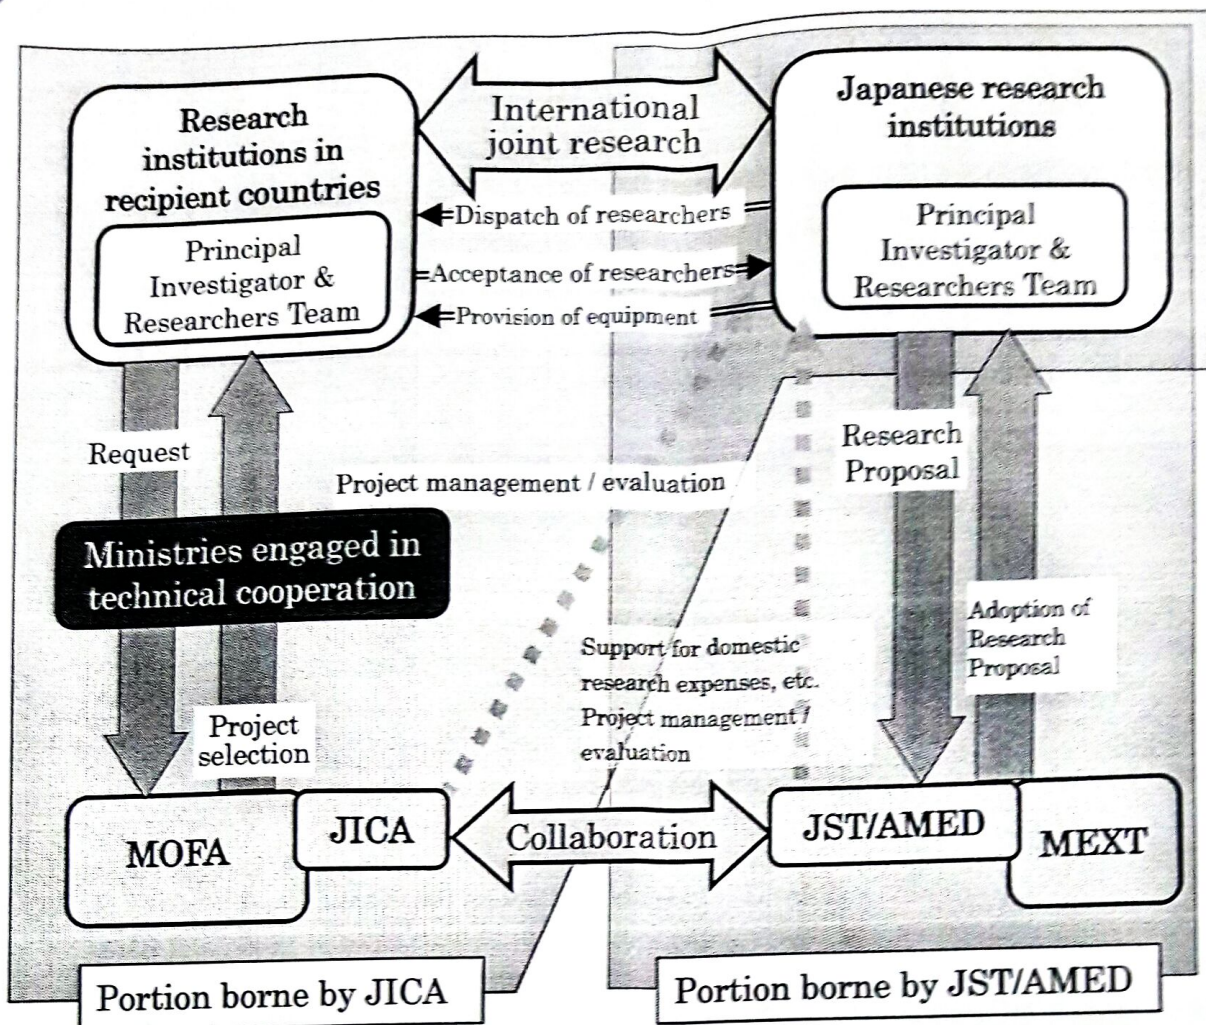 Research
institutions in
recipient countries
Principal
Investigator &
Researchers Team
International
joint research
Dispatch of researchers
Acceptance of researchers
Provision of equipment
Japanese research
institutions
Principal
Investigator &
Researchers Team
Request
Project management / evaluation
Research
Proposal
Ministries engaged in
technical cooperation
Adoption of
Research
Proposal
Support for domestic
research expenses, etc.
Project management /
evaluation
Project
selection
MOFA
JICA
Collaboration
JST/AMED
MEXT
Portion borne by JICA
Portion borne by JST/AMED